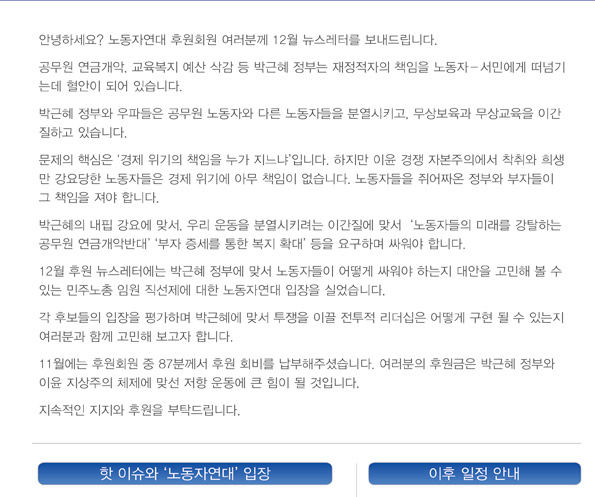 안녕하세요? 노동자연대 후원회원 여러분께 12월 뉴스레터를 보내드립니다.
공무원 연금개악, 교육복지 예산 삭감 등 박근혜 정부는 재정적자의 책임을 노동자-서민에게 떠넘기
는데 혈안이 되어 있습니다.
박근혜 정부와 우파들은 공무원 노동자와 다른 노동자들을 분열시키고, 무상보육과 무상교육을 이간
질하고 있습니다.
문제의 핵심은 '경제 위기의 책임을 누가 지느냐'입니다. 하지만 이윤 경쟁 자본주의에서 착취와 희생
만 강요당한 노동자들은 경제 위기에 아무 책임이 없습니다. 노동자들을 쥐어짜온 정부와 부자들이
그 책임을 져야 합니다.
박근혜의 내핍 강요에 맞서, 우리 운동을 분열시키려는 이간질에 맞서 '노동자들의 미래를 강탈하는
공무원 연금개악반대' '부자 증세를 통한 복지 확대' 등을 요구하며 싸워야 합니다.
12월 후원 뉴스레터에는 박근혜 정부에 맞서 노동자들이 어떻게 싸워야 하는지 대안을 고민해 볼 수
있는 민주노총 임원 직선제에 대한 노동자연대 입장을 실었습니다.
각 후보들의 입장을 평가하며 박근혜에 맞서 투쟁을 이끌 전투적 리더십은 어떻게 구현 될 수 있는지
여러분과 함께 고민해 보고자 합니다.
11월에는 후원회원 중 87분께서 후원 회비를 납부해주셨습니다. 여러분의 후원금은 박근혜 정부와
이윤 지상주의 체제에 맞선 저항 운동에 큰 힘이 될 것입니다.
지속적인 지지와 후원을 부탁드립니다.
핫 이슈와 '노동자연대' 입장
이후 일정 안내